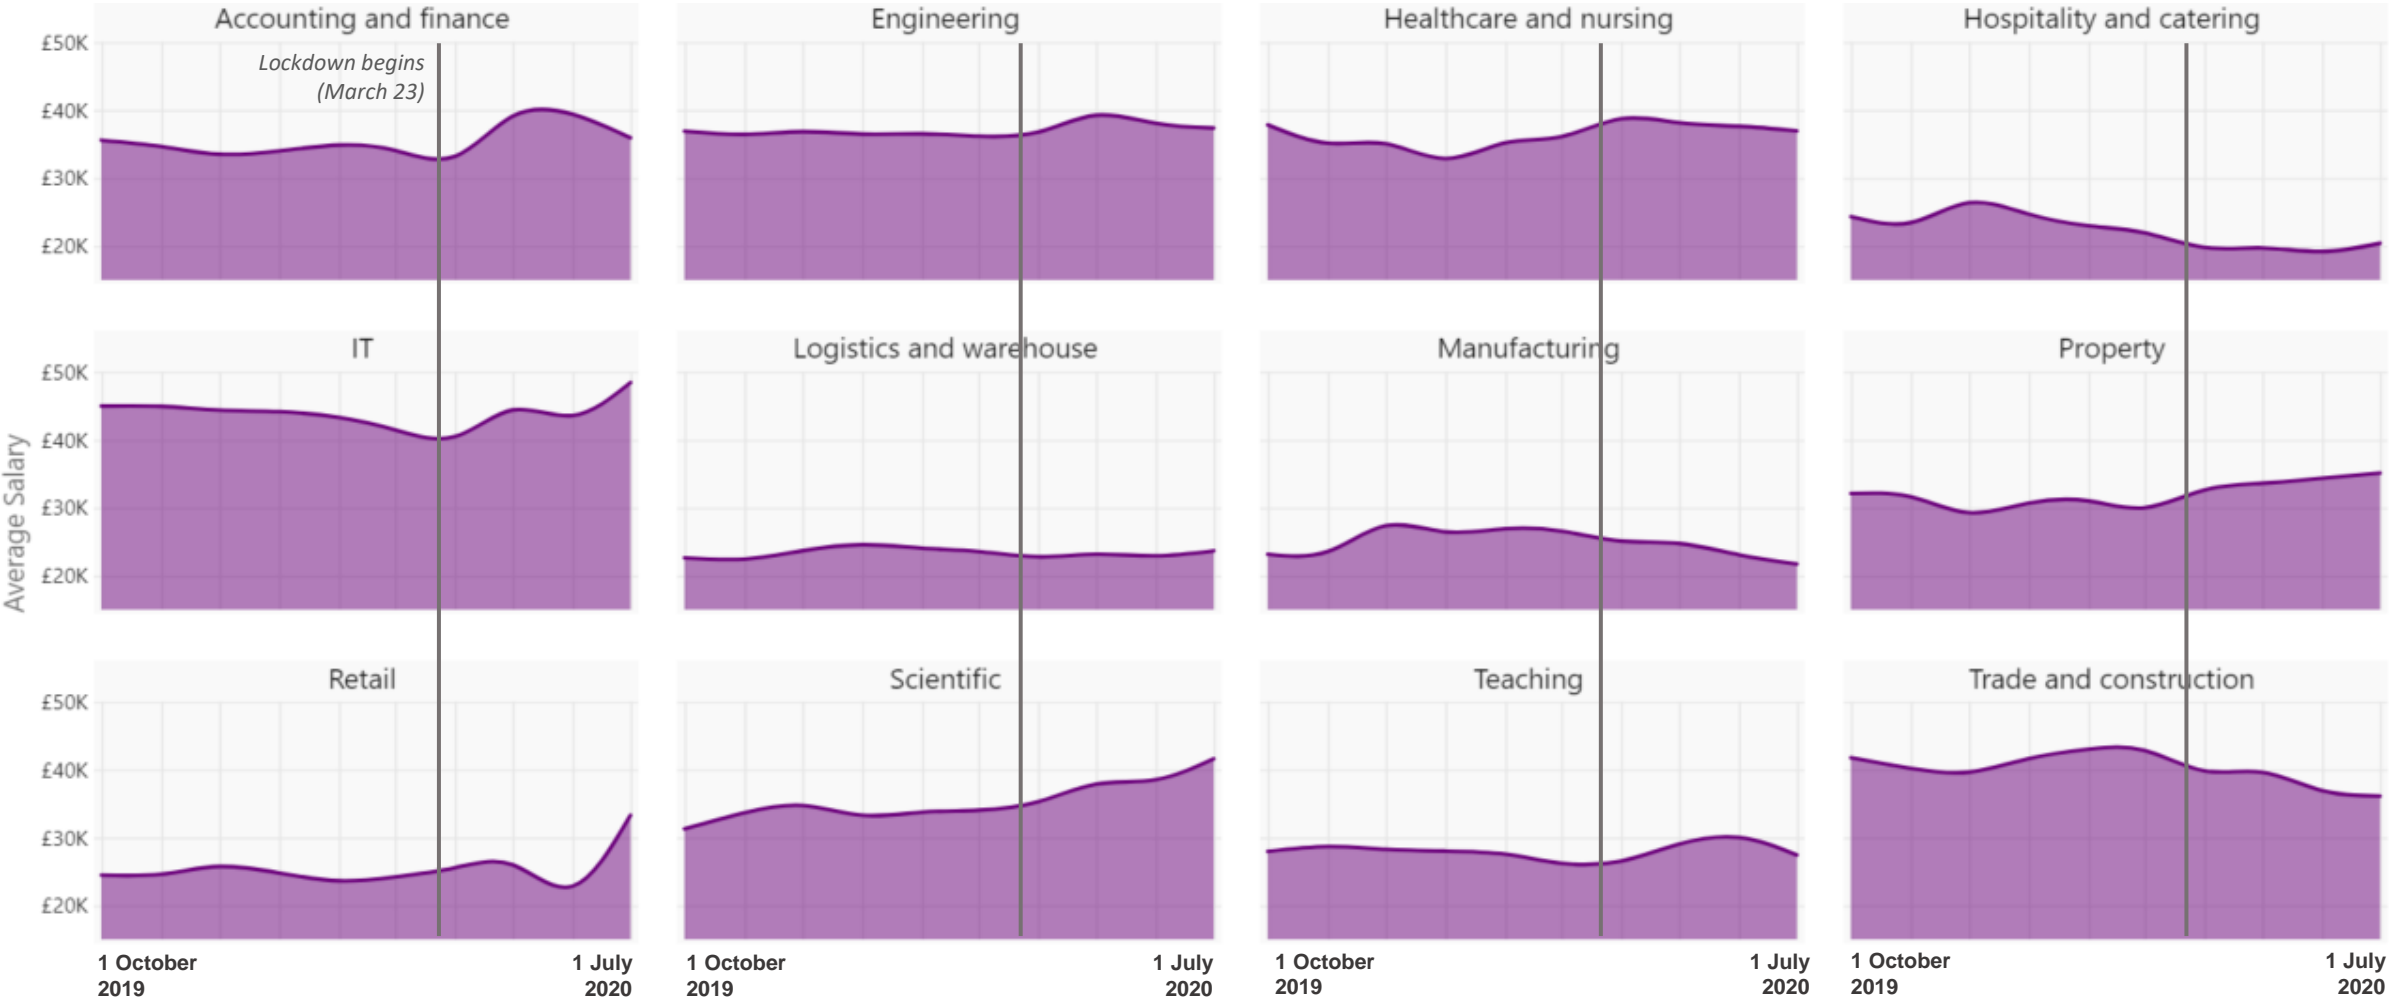 Accounting and finance
Engineering
Healthcare and nursing
Hospitality and catering
£50K
Lockdown begins
(March 23)
£40K
£30K
£20K
IT
Logistics and warehouse
Manufacturing
Property
£50K
£40K
£30K
£20K
Average Salary
Retail
Scientific
Teaching
Trade and construction
£50K
£40K
£30K
£20K
1 October
2019
1 July
2020
1 October
2019
1 July
2020
1 October
2019
1 July
2020
1 October
2019
1 July
2020